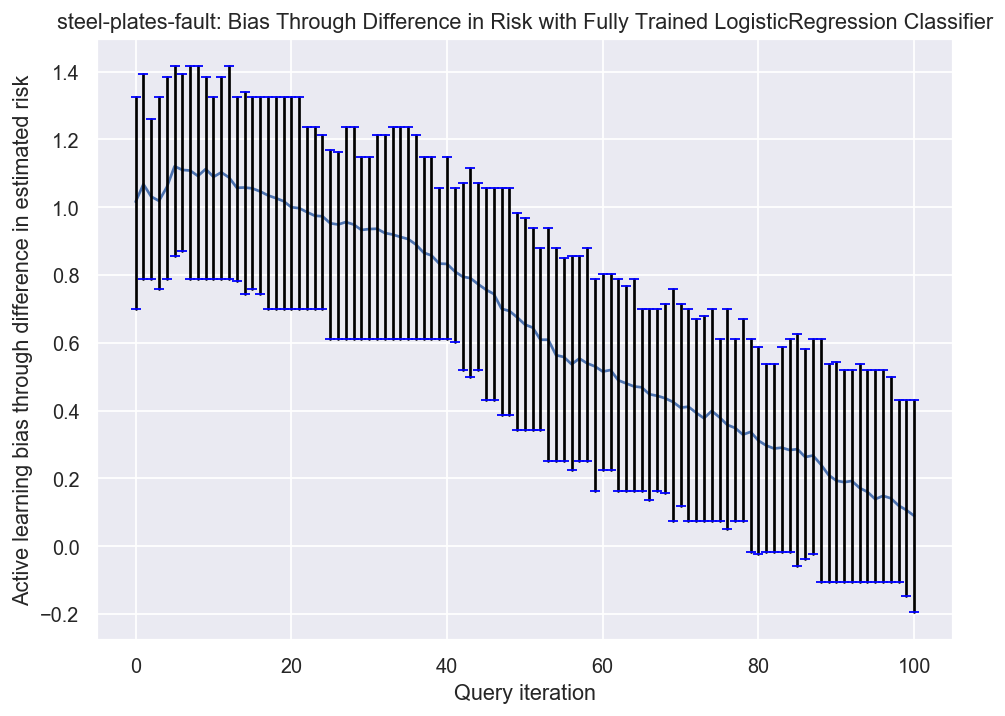 steel-plates-fault: Bias Through Difference in Risk with Fully Trained LogisticRegression Classifier
Active learning bias through difference in estimated risk
1.4
1.2
1.0
0.8
0.6
0.4
0.2
0.0
−0.2
0 20 40 60 80 100
Query iteration